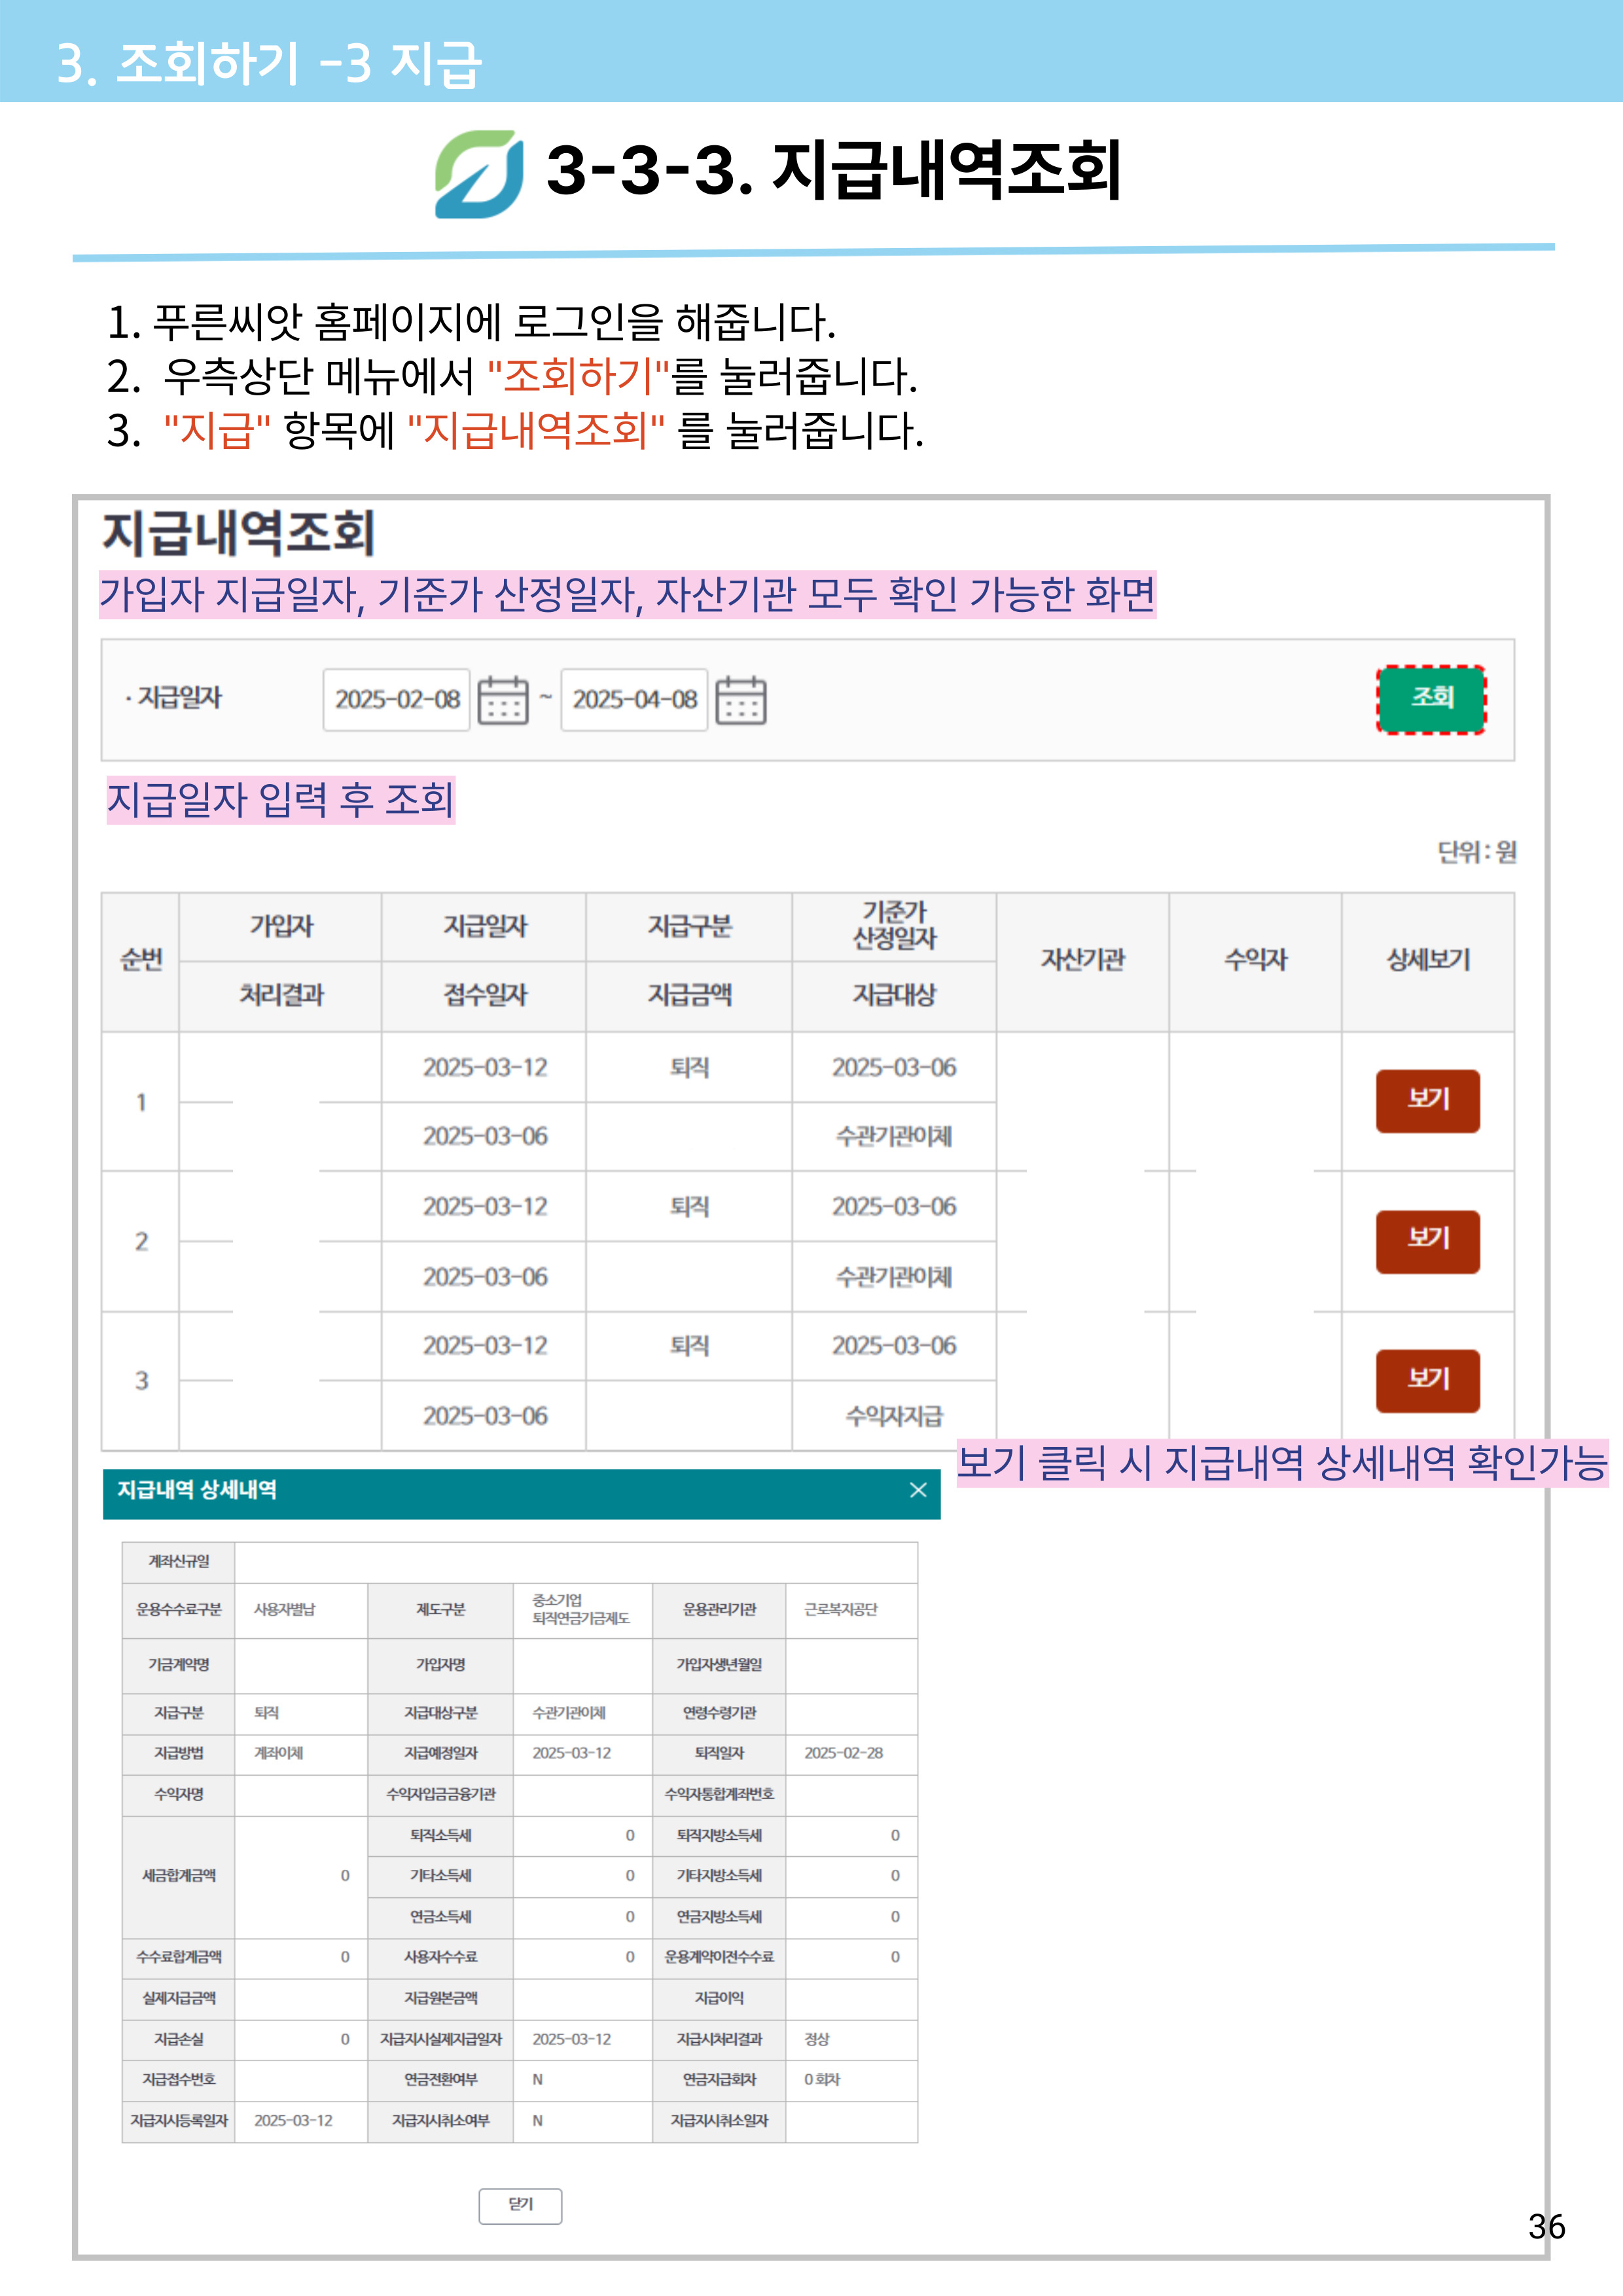 3. 조회하기 -3 지급
3-3-3. 지급내역조회
1. 푸른씨앗 홈페이지에 로그인을 해줍니다.
2. 우측상단 메뉴에서 "조회하기"를 눌러줍니다.
3. "지급" 항목에 "지급내역조회" 를 눌러줍니다.
지급내역조회
가입자 지급일자, 기준가 산정일자, 자산기관 모두 확인 가능한 화면
· 지급일자 2025-02-08 ~ 2025-04-08 조회
지급일자 입력 후 조회
단위 : 원
순번 가입자 지급일자 지급구분 기준가 산정일자 자산기관 수익자 상세보기
처리결과 접수일자 지급금액 지급대상
1 2025-03-12 퇴직 2025-03-06 보기
2025-03-06 수관기관이체
2 2025-03-12 퇴직 2025-03-06 보기
2025-03-06 수관기관이체
3 2025-03-12 퇴직 2025-03-06 보기
2025-03-06 수익자지급
보기 클릭 시 지급내역 상세내역 확인가능
지급내역 상세내역 ×
계좌신규일
운용수수료구분 사용자별납 제도구분 중소기업 퇴직연금기금제도 운용관리기관 근로복지공단
기금계약명 가입자명 가입자생년월일
지급구분 퇴직 지급대상구분 수관기관이체 연령수령기관
지급방법 계좌이체 지급예정일자 2025-03-12 퇴직일자 2025-02-28
수익자명 수익자입금금융기관 수익자통합계좌번호
세금합계금액 0 퇴직소득세 0 퇴직지방소득세 0
기타소득세 0 기타지방소득세 0
연금소득세 0 연금지방소득세 0
수수료합계금액 0 사용자수수료 0 운용계약이전수수료 0
실제지급금액 지급원본금액 지급이익
지급손실 0 지급지시실제지급일자 2025-03-12 지급시처리결과 정상
지급접수번호 연금전환여부 N 연금지급회차 0 회차
지급지시등록일자 2025-03-12 지급지시취소여부 N 지급지시취소일자
닫기
36